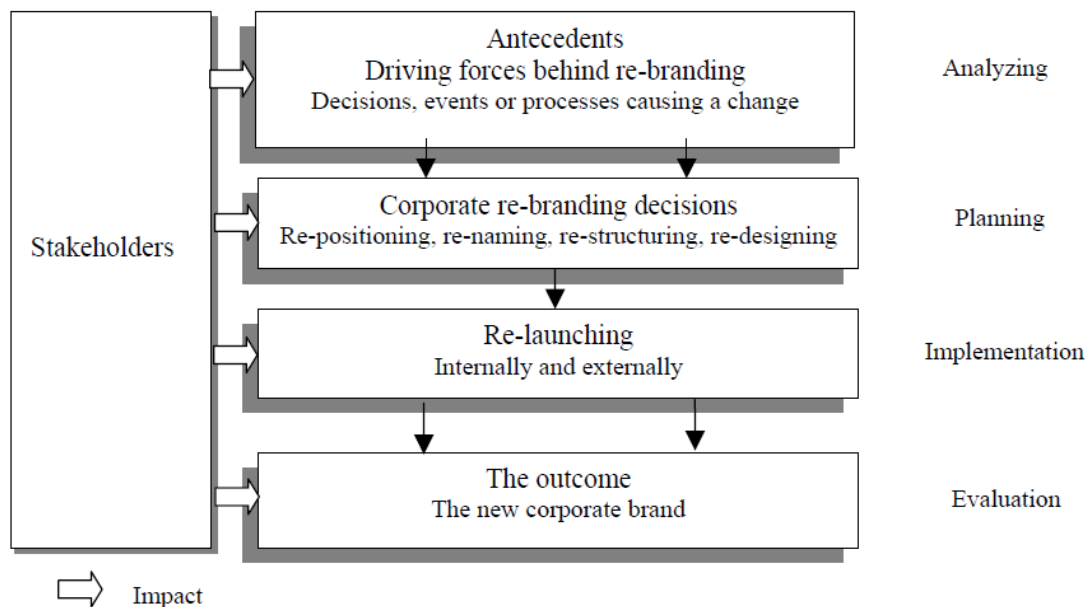 Stakeholders
Antecedents
Driving forces behind re-branding
Decisions, events or processes causing a change
Analyzing
Corporate re-branding decisions
Re-positioning, re-naming, re-structuring, re-designing
Planning
Re-launching
Internally and externally
Implementation
The outcome
The new corporate brand
Evaluation
Impact